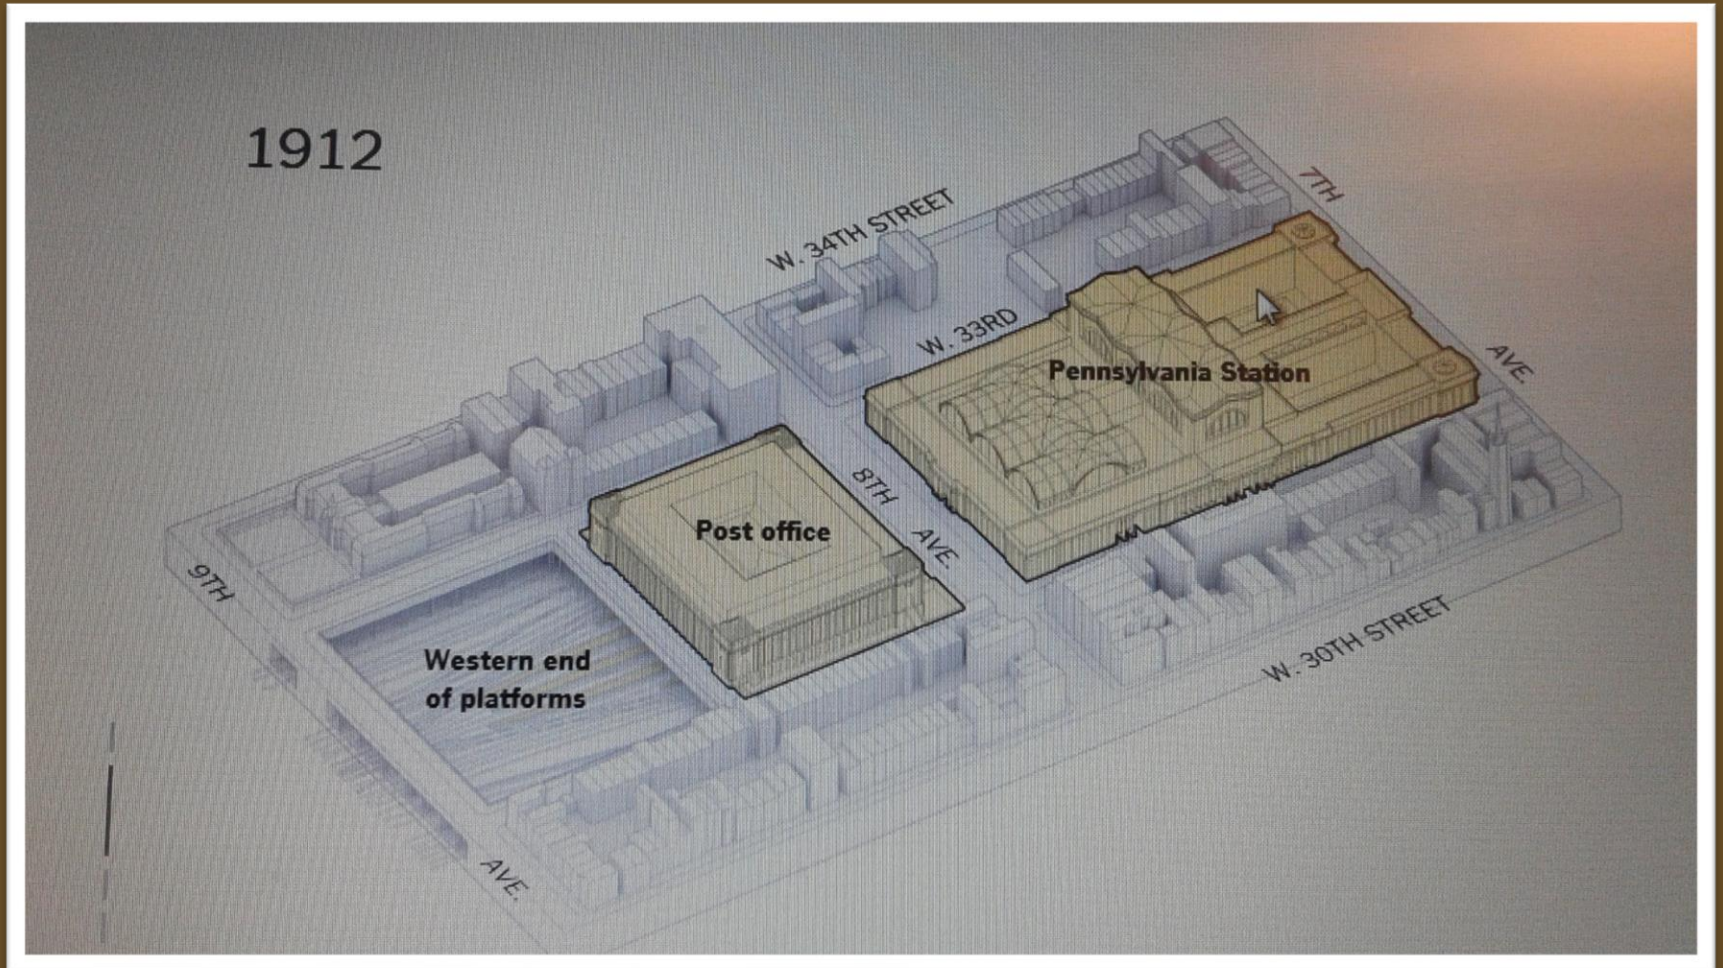 1912
W. 34TH STREET
7TH
AVE.
W. 33RD
Pennsylvania Station
8TH
AVE.
Post office
9TH
AVE.
Western end
of platforms
W. 30TH STREET